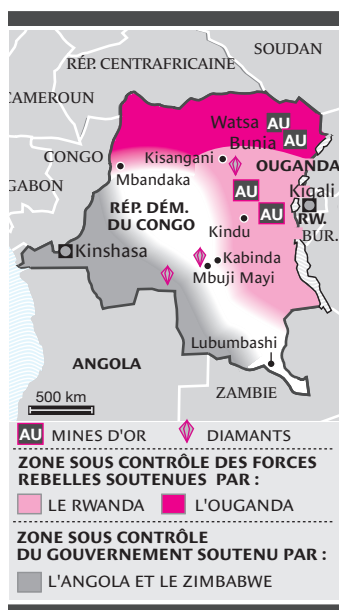 SOUDAN
RÉP. CENTRAFRICAINE
CAMEROUN
Watsa AU
Bunia AU
CONGO
Kisangani
OUGANDA
GABON
Mbandaka
AU
Kigali
RÉP. DÉM.
DU CONGO
AU
RW.
Kindu
BUR.
Kinshasa
Kabinda
Mbuji Mayi
Lubumbashi
ANGOLA
500 km
ZAMBIE
AU MINES D'OR
DIAMANTS
ZONE SOUS CONTRÔLE DES FORCES
REBELLES SOUTENUES PAR :
LE RWANDA
L'OUGANDA
ZONE SOUS CONTRÔLE
DU GOUVERNEMENT SOUTENU PAR :
L'ANGOLA ET LE ZIMBABWE